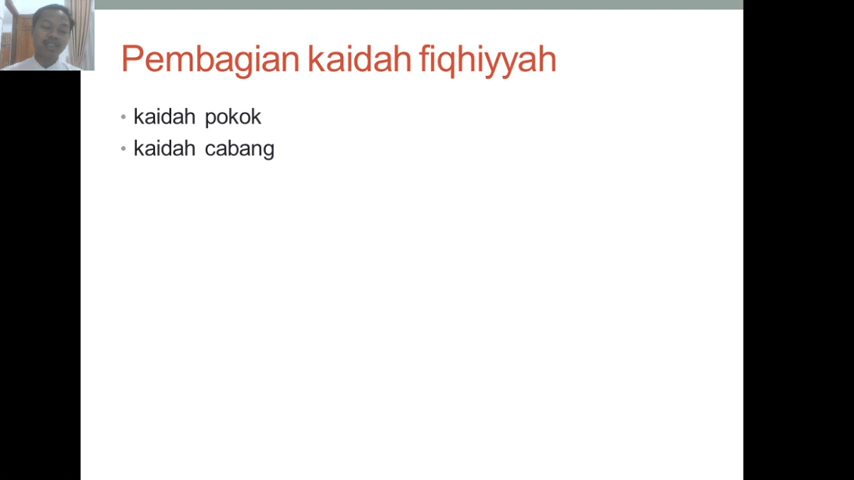 Pembagian kaidah fiqhiyyah
• kaidah pokok
• kaidah cabang